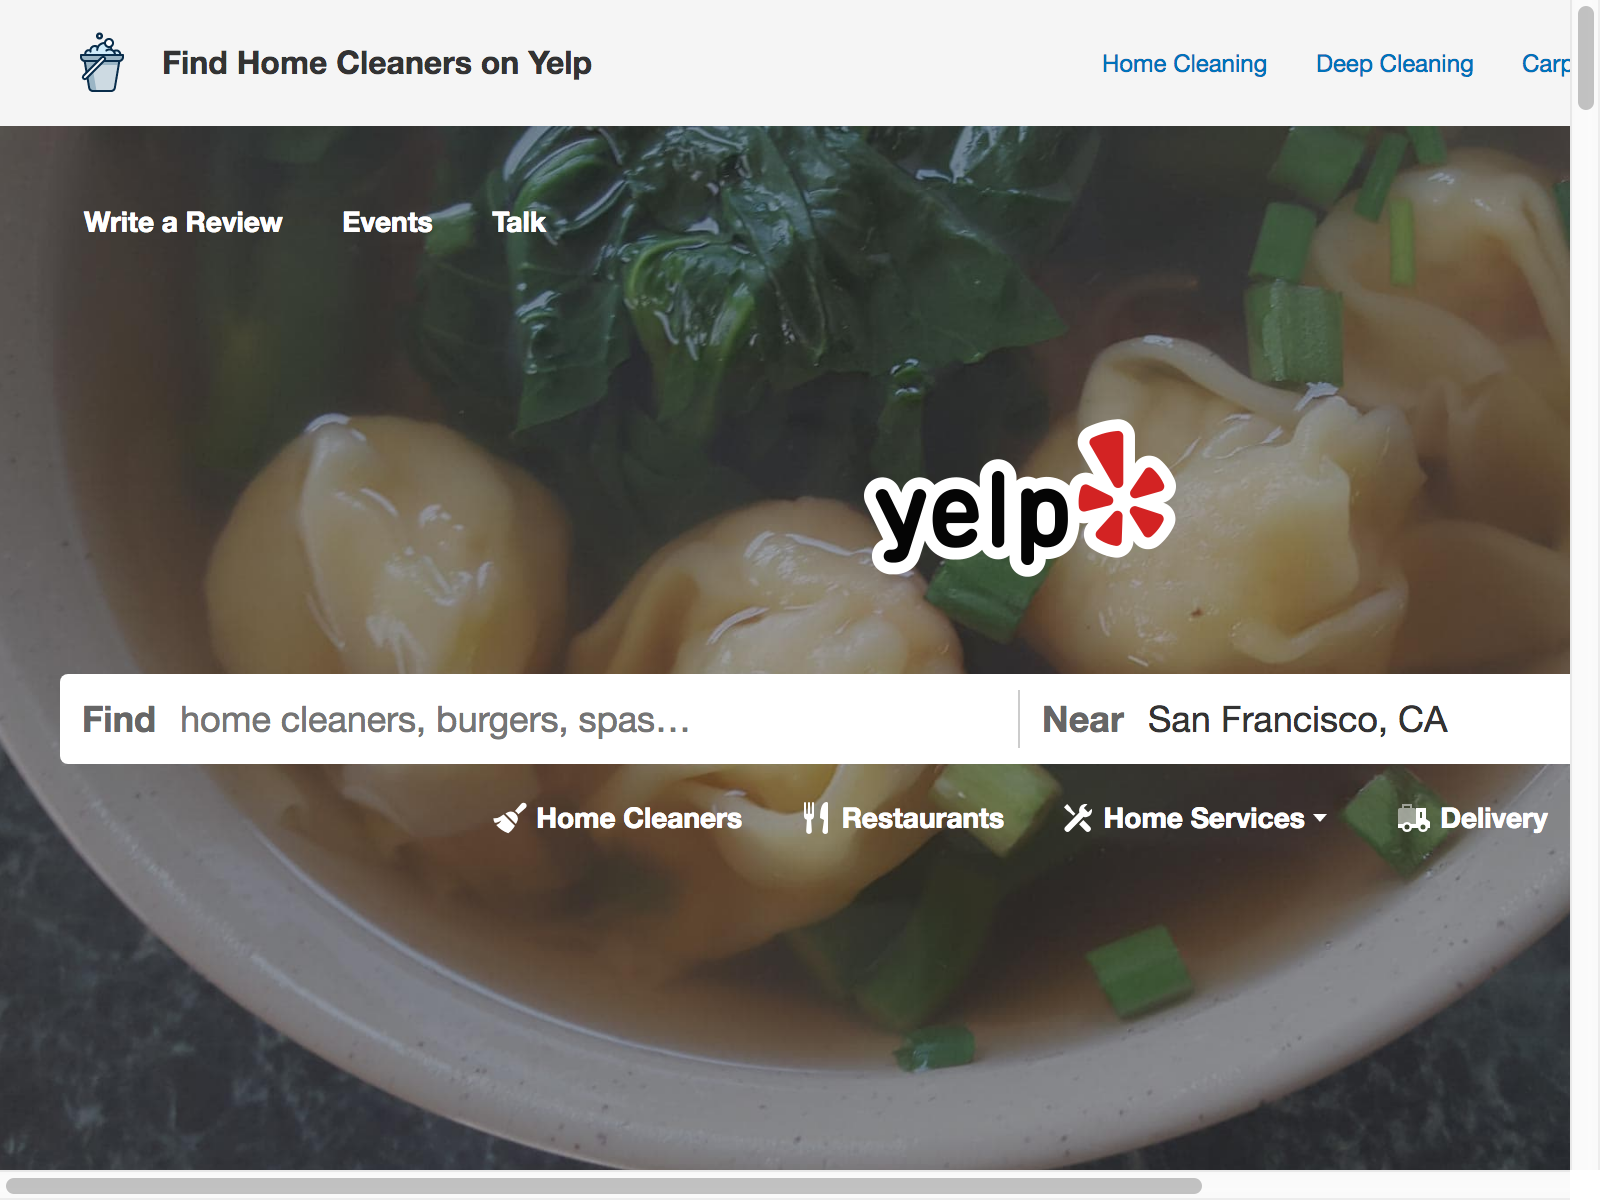 Find Home Cleaners on Yelp
Home Cleaning Deep Cleaning Carp
Write a Review Events Talk
yelp
Find home cleaners, burgers, spas…
Near San Francisco, CA
Home Cleaners Restaurants Home Services Delivery